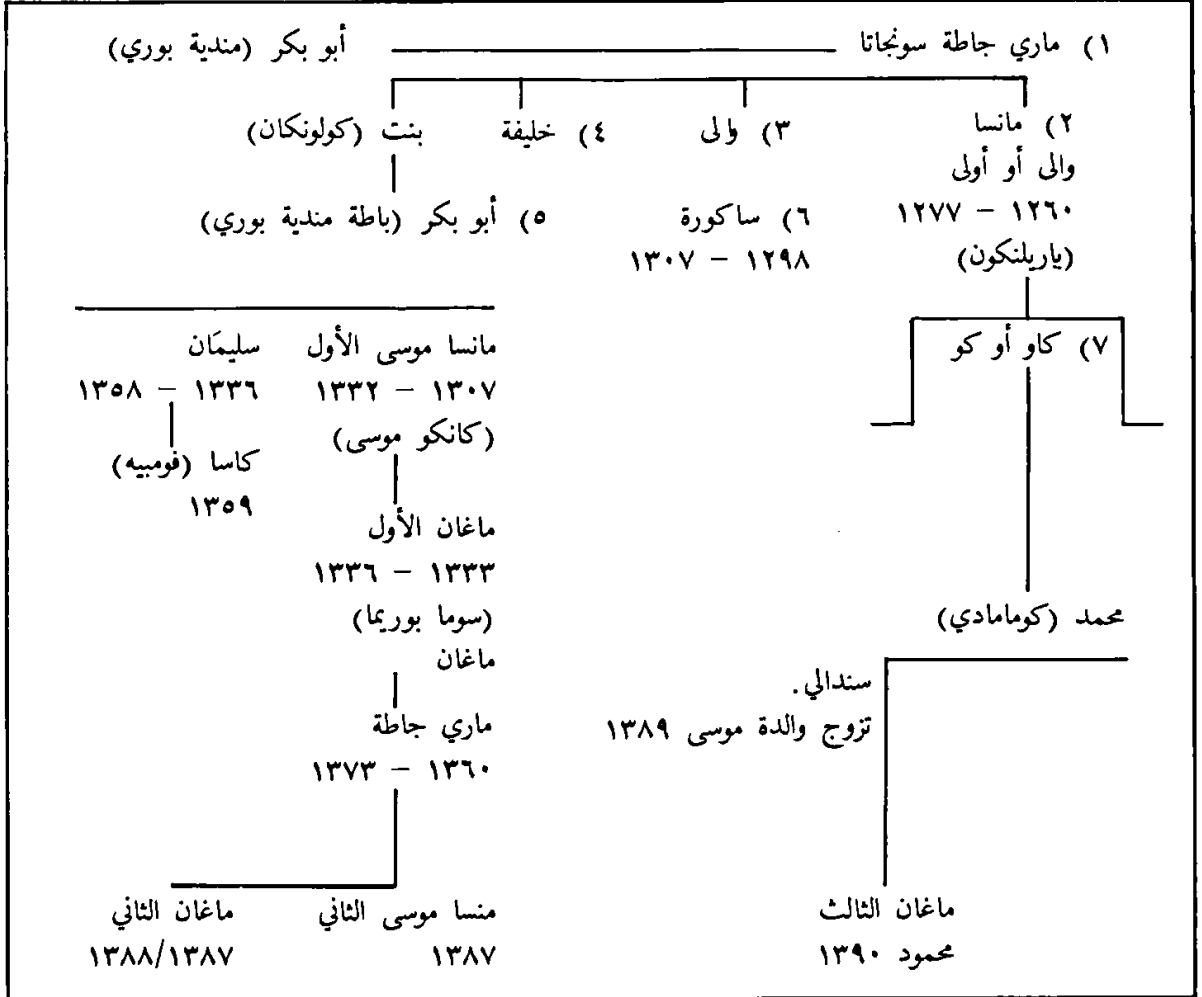 ١) ماري جاطة سونجاتا أبو بكر (مندية بوري)
٢) مانسا ٣) والى ٤) خليفة بنت (كولونكان)
والى أو أولى
٦) ساكورة ٥) أبو بكر (باطة مندية بوري)
١٢٦٠ – ١٢٧٧
١٢٩٨ – ١٣٠٧
(ياريلنكون)
٧) كاو أو كو
مانسا موسى الأول سليمَان
١٣٠٧ – ١٣٣٢ ١٣٣٦ – ١٣٥٨
(كانكو موسى)
كاسا (فومبيه)
١٣٥٩
ماغان الأول
١٣٣٣ – ١٣٣٦
محمد (كومامادي) (سوما بوريما)
ماغان
سندالي.
تزوج والدة موسى ١٣٨٩
ماري جاطة
١٣٦٠ – ١٣٧٣
ماغان الثالث منسا موسى الثاني ماغان الثاني
محمود ١٣٩٠ ١٣٨٧ ١٣٨٧/١٣٨٨